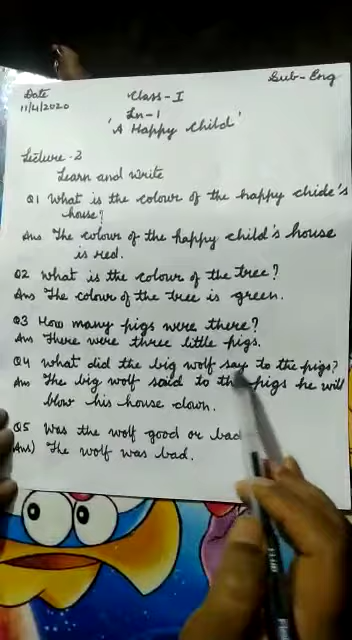 Date
11/4/2020
Class-I
Sub-Eng
Ln-1
'A Happy Child'
Lecture-2
Learn and Write
Q1 What is the colour of the happy chide's
house?
Ans The colour of the happy child's house
is red.
Q2 What is the colour of the tree?
Ans The colour of the tree is green.
Q3 How many pigs were there?
Ans There were three little pigs.
Q4 What did the big wolf say to the pigs?
Ans The big wolf said to the pigs he will
blow his house down.
Q5 Was the wolf good or bad
Ans) The wolf was bad.